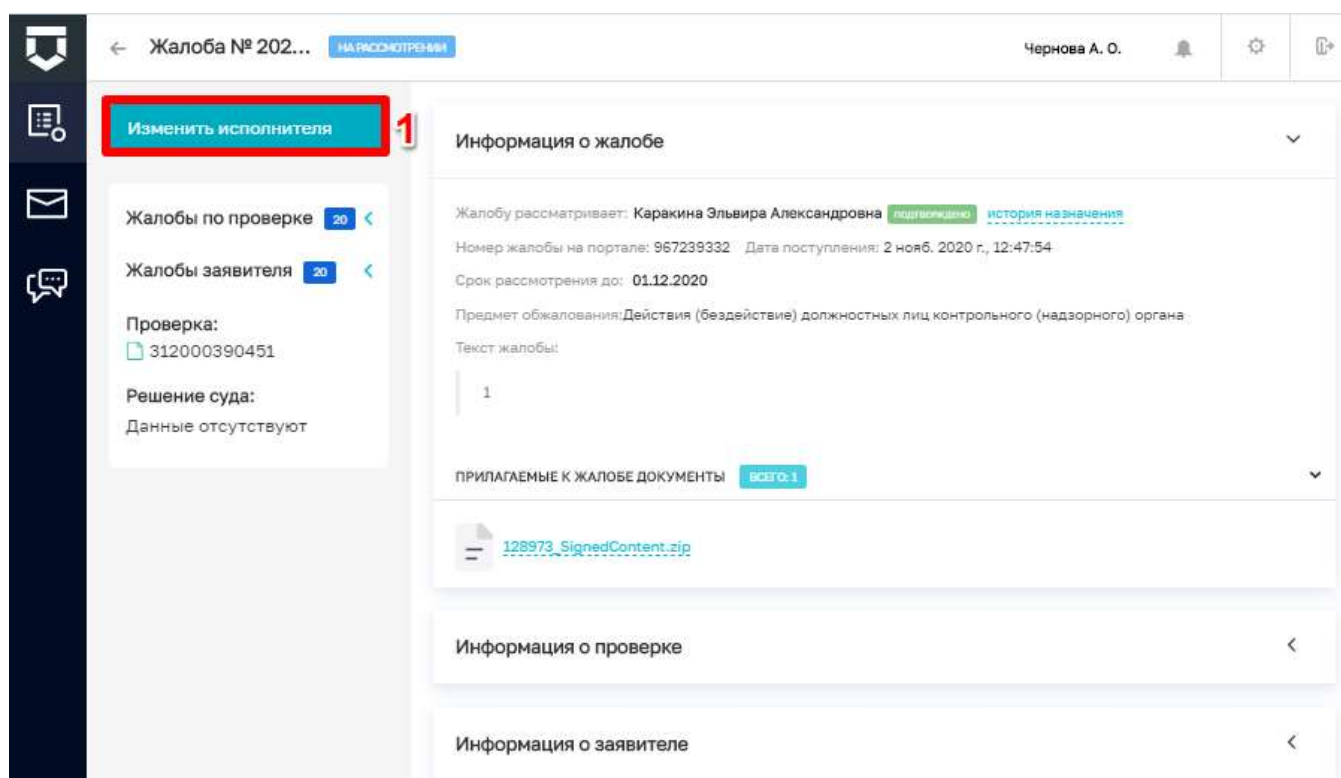 Жалоба № 202... НА РАССМОТРЕНИИ Чернова А. О.
Изменить исполнителя 1
Жалобы по проверке 20
Жалобы заявителя 20
Проверка:
312000390451
Решение суда:
Данные отсутствуют
Информация о жалобе
Жалобу рассматривает: Каракина Эльвира Александровна подтверждено история назначения
Номер жалобы на портале: 967239332 Дата поступления: 2 нояб. 2020 г., 12:47:54
Срок рассмотрения до: 01.12.2020
Предмет обжалования:Действия (бездействие) должностных лиц контрольного (надзорного) органа
Текст жалобы:
1
ПРИЛАГАЕМЫЕ К ЖАЛОБЕ ДОКУМЕНТЫ ВСЕГО: 1
128973_SignedContent.zip
Информация о проверке
Информация о заявителе